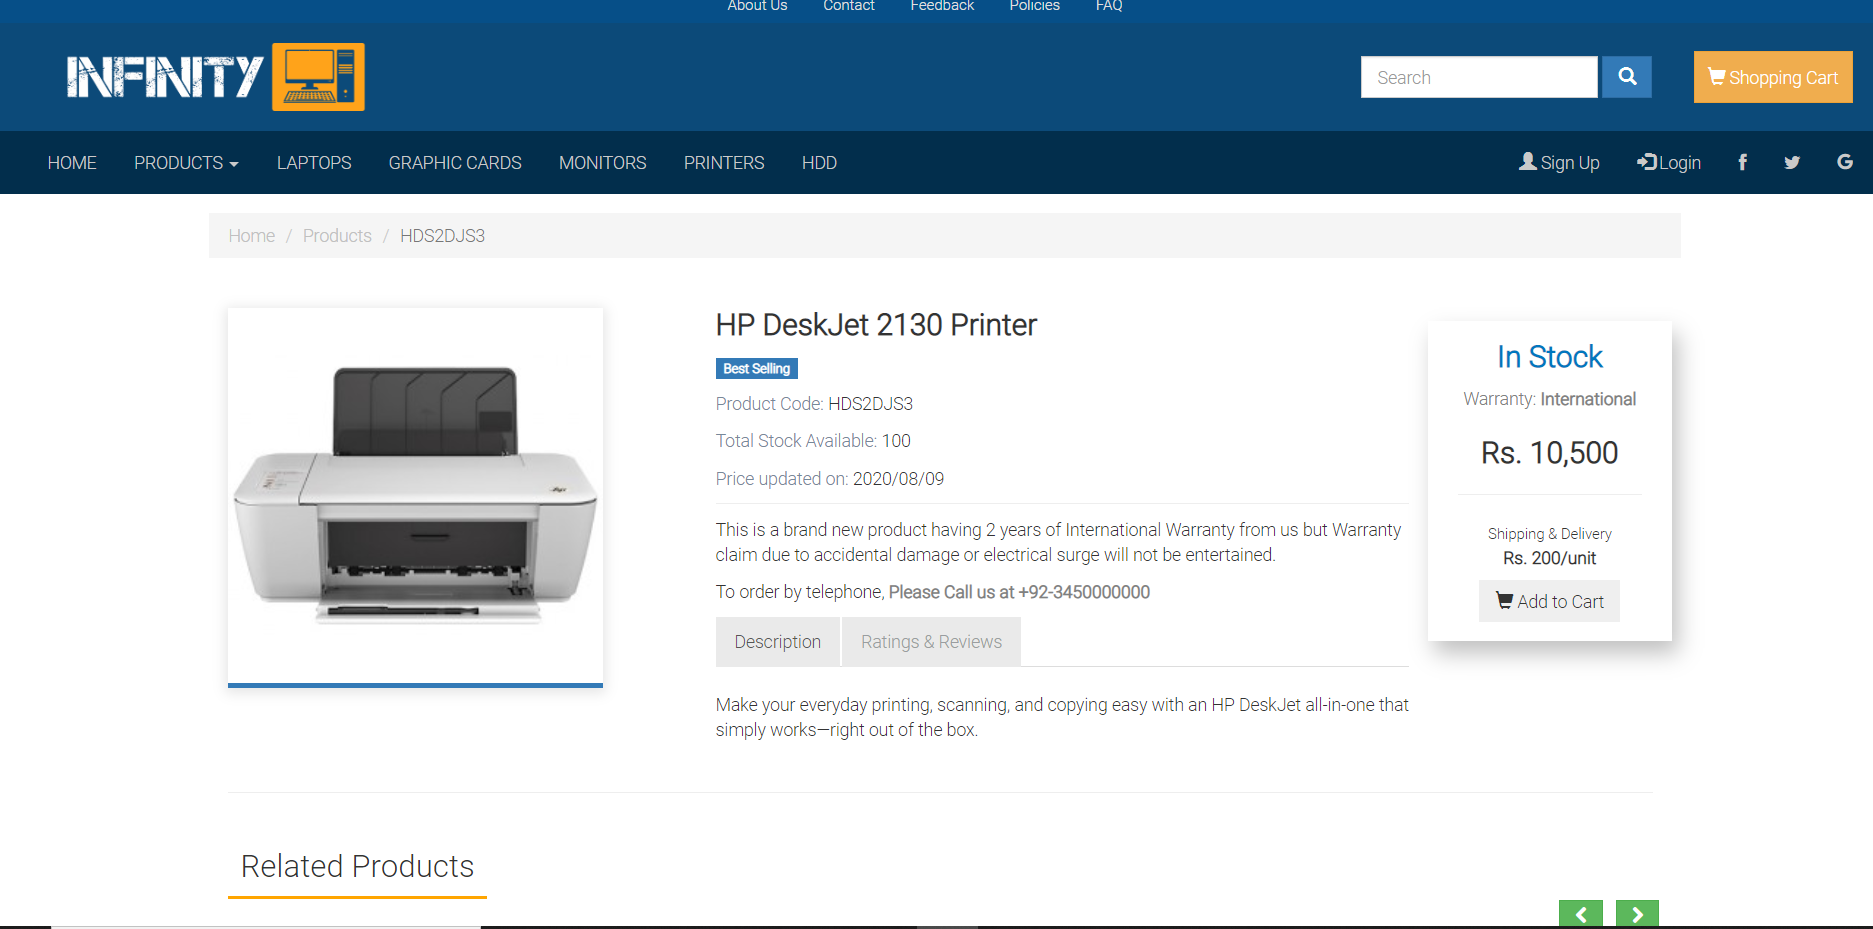 About Us Contact Feedback Policies FAQ
INFINITY
Search
Shopping Cart
HOME PRODUCTS LAPTOPS GRAPHIC CARDS MONITORS PRINTERS HDD
Sign Up Login
Home / Products / HDS2DJS3
HP DeskJet 2130 Printer
Best Selling
Product Code: HDS2DJS3
Total Stock Available: 100
Price updated on: 2020/08/09
This is a brand new product having 2 years of International Warranty from us but Warranty
claim due to accidental damage or electrical surge will not be entertained.
To order by telephone, Please Call us at +92-3450000000
Description Ratings & Reviews
Make your everyday printing, scanning, and copying easy with an HP DeskJet all-in-one that
simply works—right out of the box.
In Stock
Warranty: International
Rs. 10,500
Shipping & Delivery
Rs. 200/unit
Add to Cart
Related Products